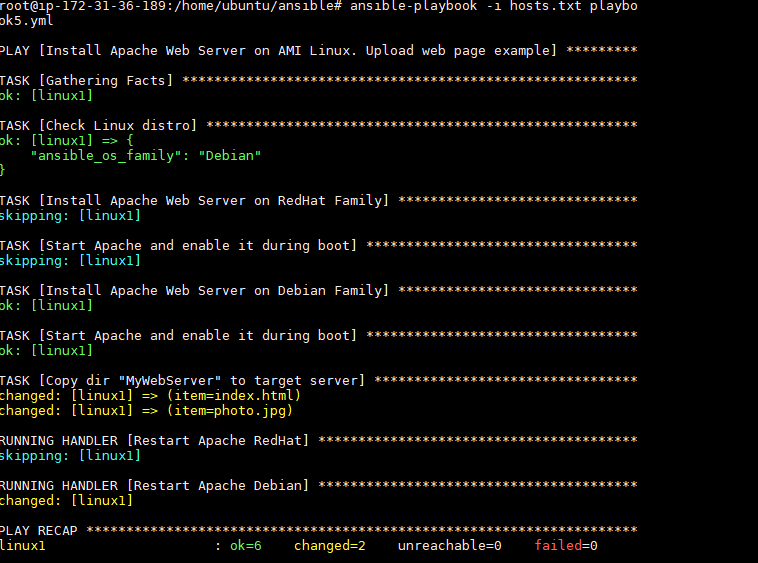 root@ip-172-31-36-189:/home/ubuntu/ansible# ansible-playbook -i hosts.txt playbo
ok5.yml
PLAY [Install Apache Web Server on AMI Linux. Upload web page example] *********
TASK [Gathering Facts] *********************************************************
ok: [linux1]
TASK [Check Linux distro] ******************************************************
ok: [linux1] => {
    "ansible_os_family": "Debian"
}
TASK [Install Apache Web Server on RedHat Family] ******************************
skipping: [linux1]
TASK [Start Apache and enable it during boot] **********************************
skipping: [linux1]
TASK [Install Apache Web Server on Debian Family] ******************************
ok: [linux1]
TASK [Start Apache and enable it during boot] **********************************
ok: [linux1]
TASK [Copy dir "MyWebServer" to target server] *********************************
changed: [linux1] => (item=index.html)
changed: [linux1] => (item=photo.jpg)
RUNNING HANDLER [Restart Apache RedHat] ****************************************
skipping: [linux1]
RUNNING HANDLER [Restart Apache Debian] ****************************************
changed: [linux1]
PLAY RECAP *********************************************************************
linux1                     : ok=6    changed=2    unreachable=0    failed=0